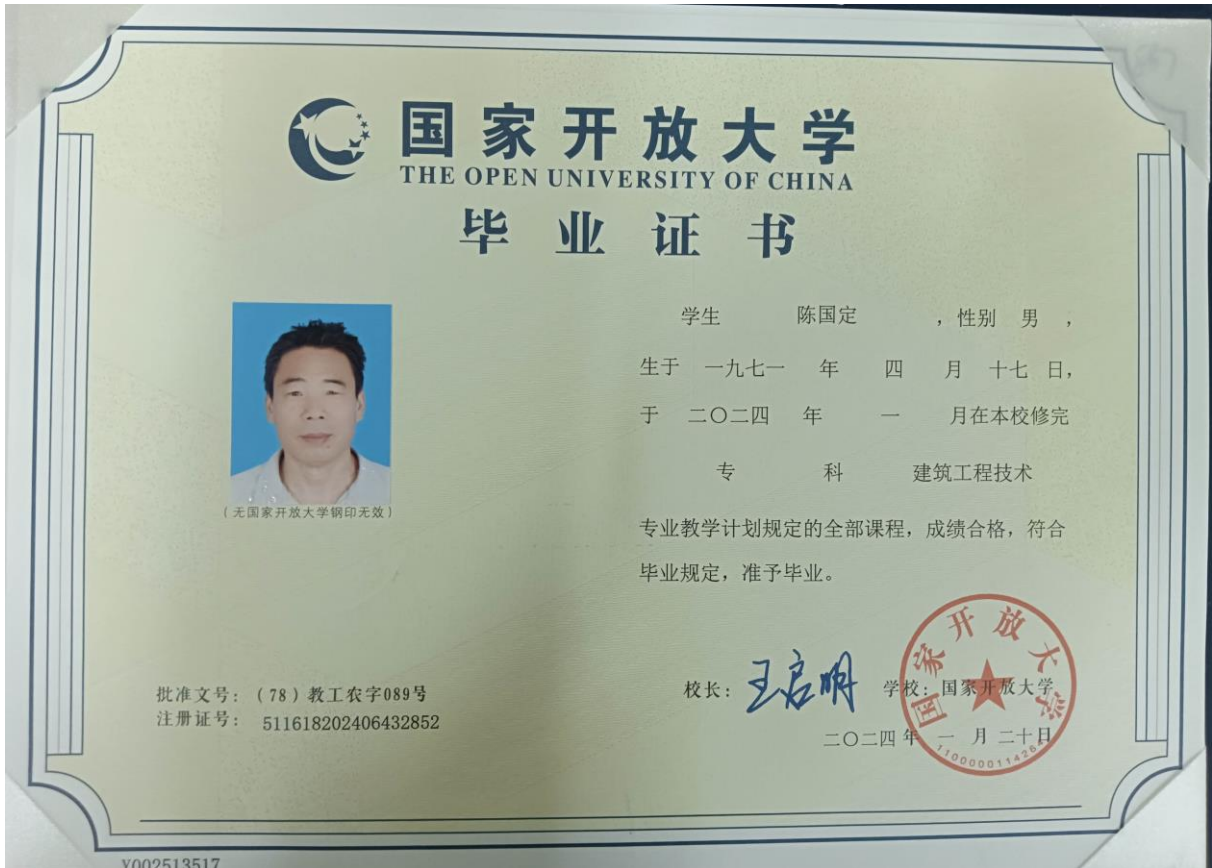 国家开放大学
THE OPEN UNIVERSITY OF CHINA
毕业证书
学生 陈国定 ，性别 男 ，
生于 一九七一 年 四 月 十七 日，
于 二〇二四 年 一 月在本校修完
专 科 建筑工程技术
专业教学计划规定的全部课程，成绩合格，符合
毕业规定，准予毕业。
（无国家开放大学钢印无效）
批准文号：（78）教工农字089号
注册证号： 511618202406432852
校长： 王启明 学校：国家开放大学
二〇二四 年 一 月 二十日
国家开放大学
Y002513517